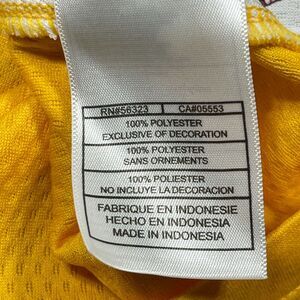 RN#56323 CA#05553
100% POLYESTER
EXCLUSIVE OF DECORATION
100% POLYESTER
SANS ORNEMENTS
100% POLIESTER
NO INCLUYE LA DECORACION
FABRIQUE EN INDONESIE
HECHO EN INDONESIA
MADE IN INDONESIA